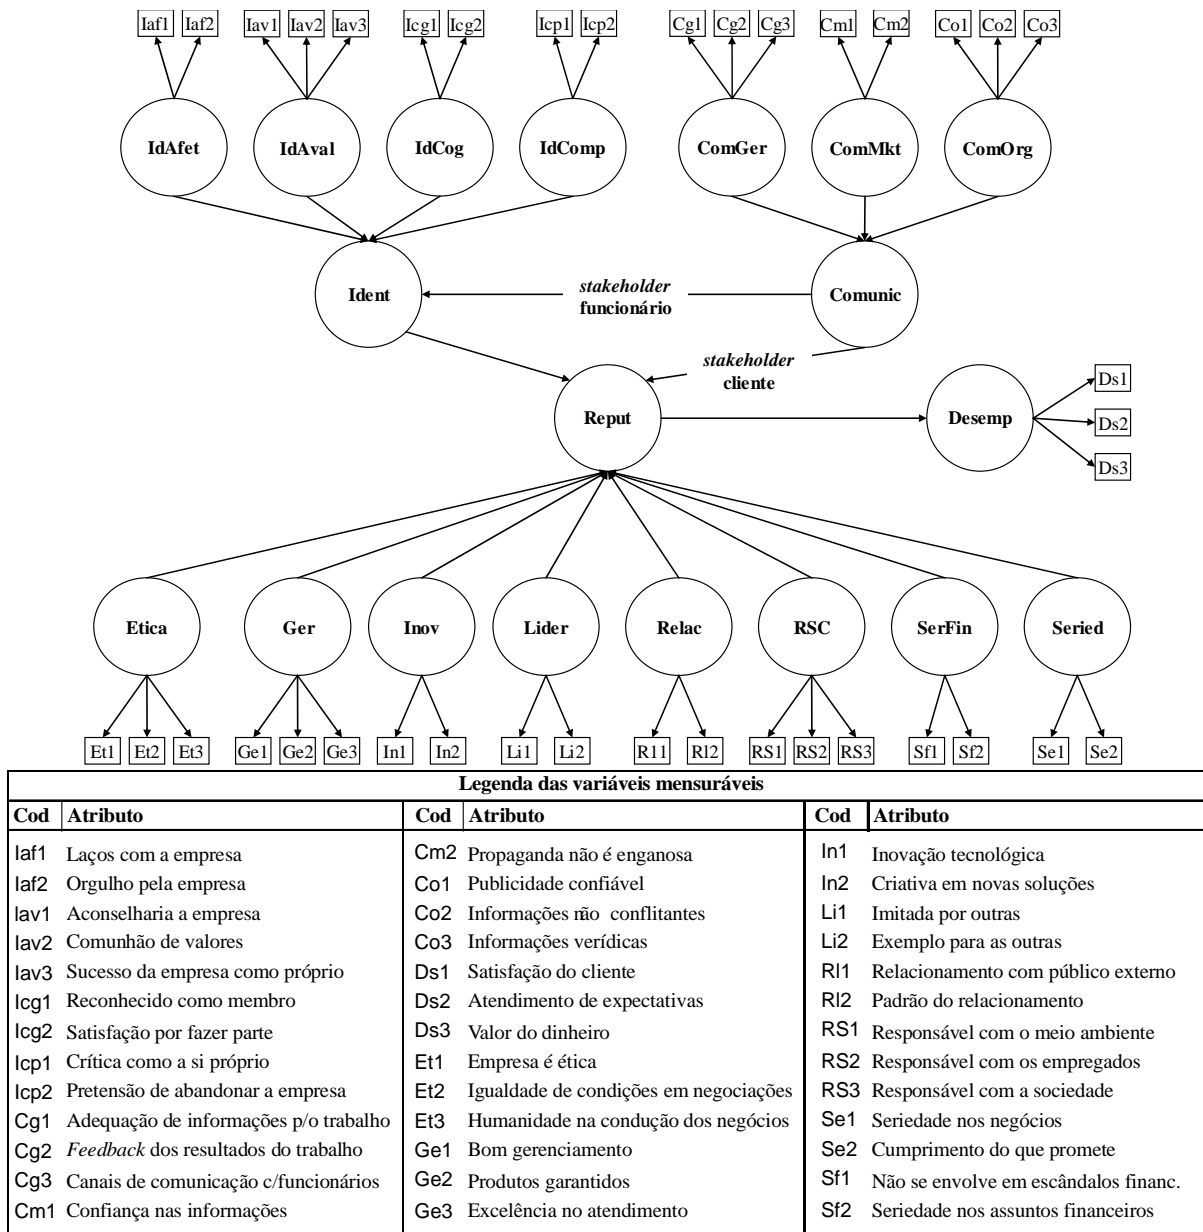 Iaf1 Iaf2 Iav1 Iav2 Iav3 Icg1 Icg2 Icp1 Icp2 Cg1 Cg2 Cg3 Cm1 Cm2 Co1 Co2 Co3
IdAfet IdAval IdCog IdComp ComGer ComMkt ComOrg
Ident stakeholder Comunic
funcionário
stakeholder
cliente
Reput Desemp
Ds1
Ds2
Ds3
Etica Ger Inov Lider Relac RSC SerFin Seried
Et1 Et2 Et3 Ge1 Ge2 Ge3 In1 In2 Li1 Li2 R11 Rl2 RS1 RS2 RS3 Sf1 Sf2 Se1 Se2
Legenda das variáveis mensuráveis
Cod Atributo Cod Atributo Cod Atributo
Iaf1 Laços com a empresa Cm2 Propaganda não é enganosa In1 Inovação tecnológica
Iaf2 Orgulho pela empresa Co1 Publicidade confiável In2 Criativa em novas soluções
Iav1 Aconselharia a empresa Co2 Informações não conflitantes Li1 Imitada por outras
Iav2 Comunhão de valores Co3 Informações verídicas Li2 Exemplo para as outras
Iav3 Sucesso da empresa como próprio Ds1 Satisfação do cliente Rl1 Relacionamento com público externo
Icg1 Reconhecido como membro Ds2 Atendimento de expectativas Rl2 Padrão do relacionamento
Icg2 Satisfação por fazer parte Ds3 Valor do dinheiro RS1 Responsável com o meio ambiente
Icp1 Crítica como a si próprio Et1 Empresa é ética RS2 Responsável com os empregados
Icp2 Pretensão de abandonar a empresa Et2 Igualdade de condições em negociações RS3 Responsável com a sociedade
Cg1 Adequação de informações p/o trabalho Et3 Humanidade na condução dos negócios Se1 Seriedade nos negócios
Cg2 Feedback dos resultados do trabalho Ge1 Bom gerenciamento Se2 Cumprimento do que promete
Cg3 Canais de comunicação c/funcionários Ge2 Produtos garantidos Sf1 Não se envolve em escândalos financ.
Cm1 Confiança nas informações Ge3 Excelência no atendimento Sf2 Seriedade nos assuntos financeiros